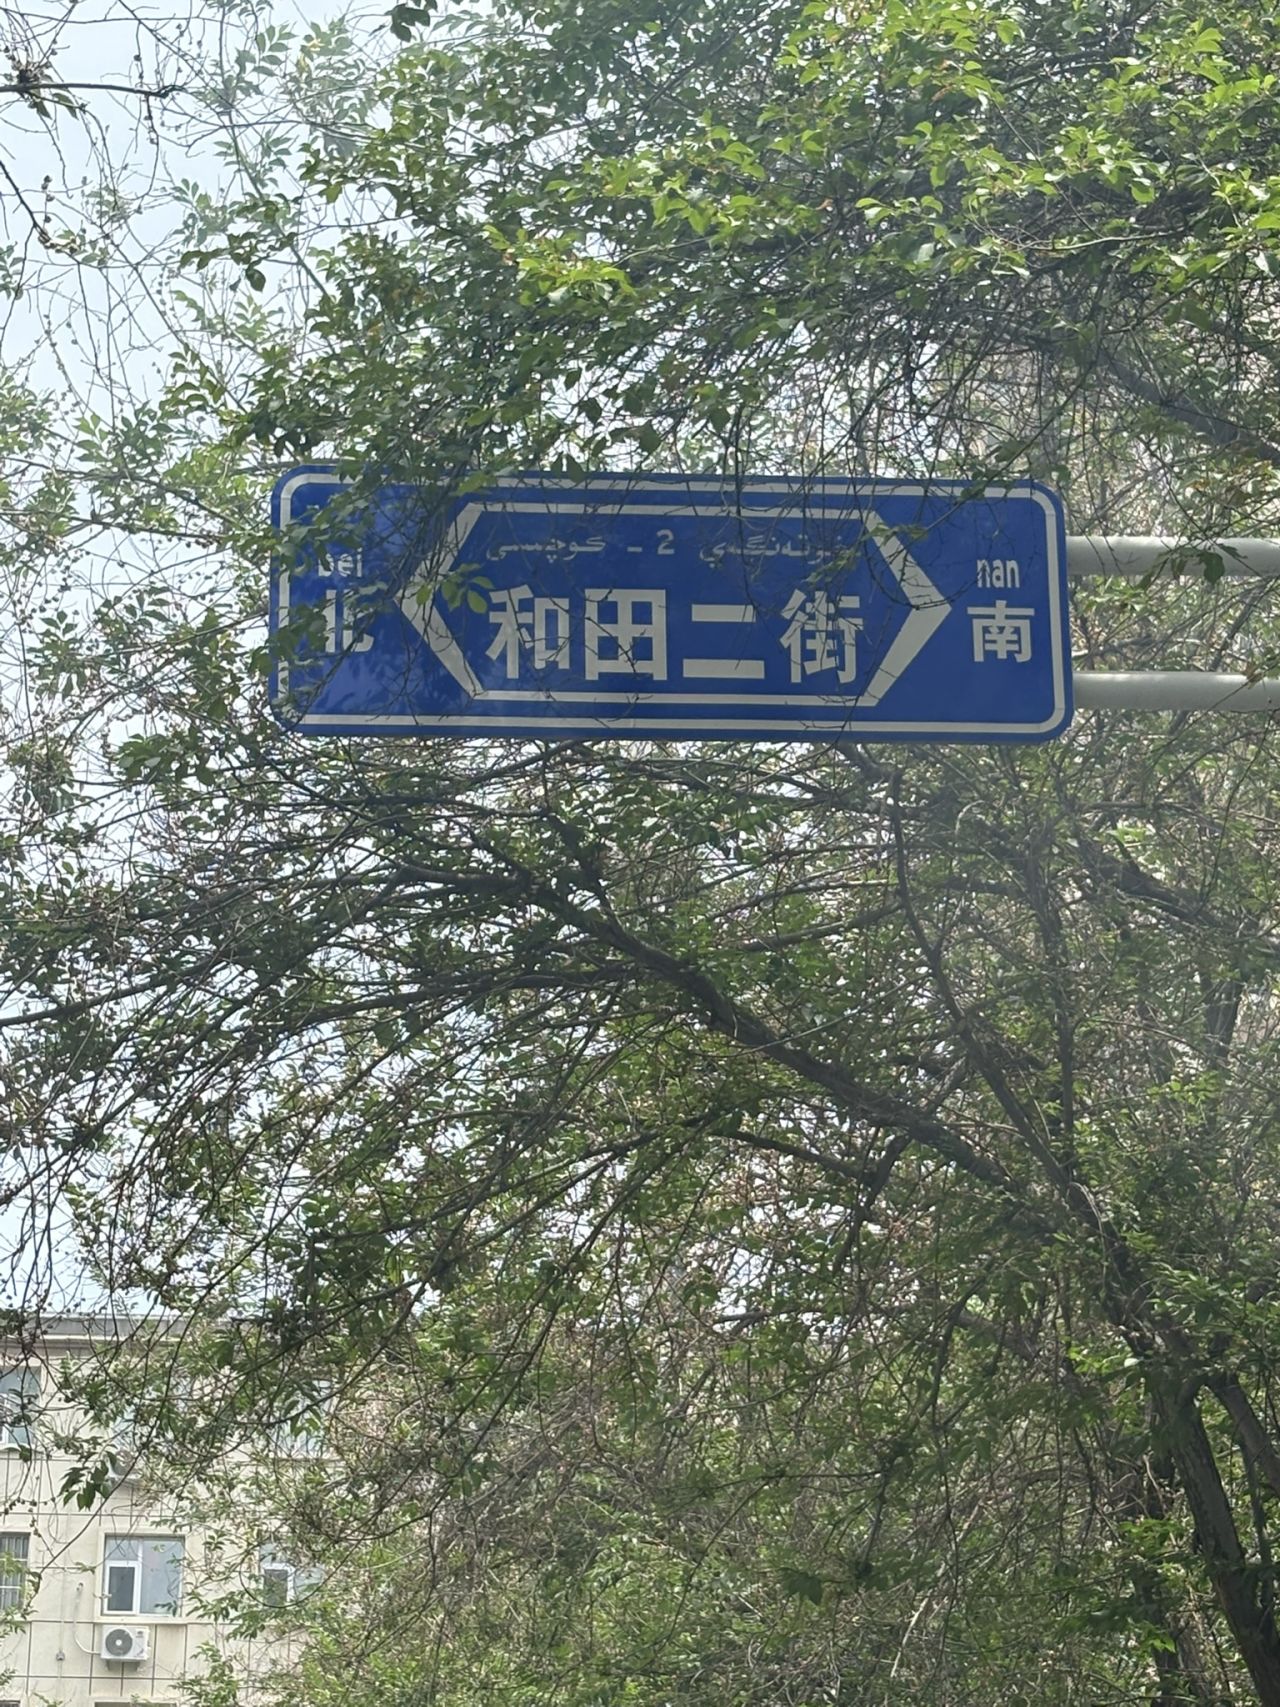 2 - كوچىسى
bei
北
和田二街
nan
南